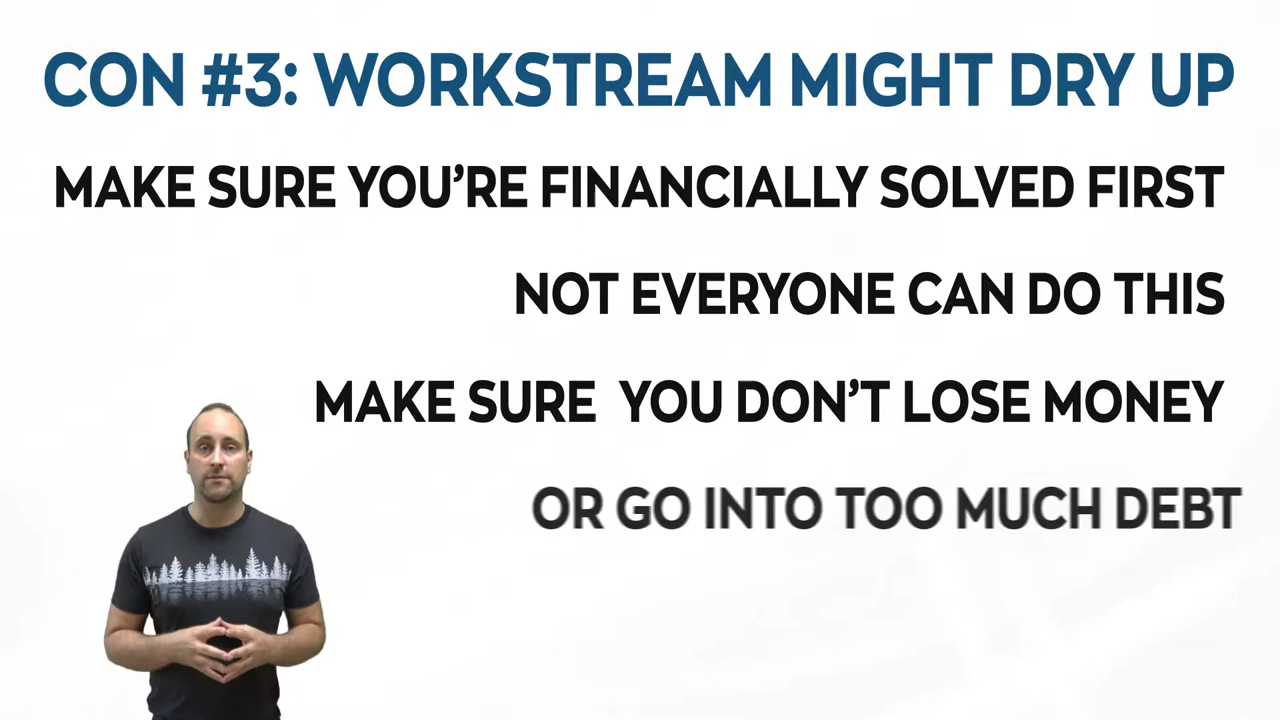 CON #3: WORKSTREAM MIGHT DRY UP
MAKE SURE YOU’RE FINANCIALLY SOLVED FIRST
NOT EVERYONE CAN DO THIS
MAKE SURE YOU DON’T LOSE MONEY
OR GO INTO TOO MUCH DEBT